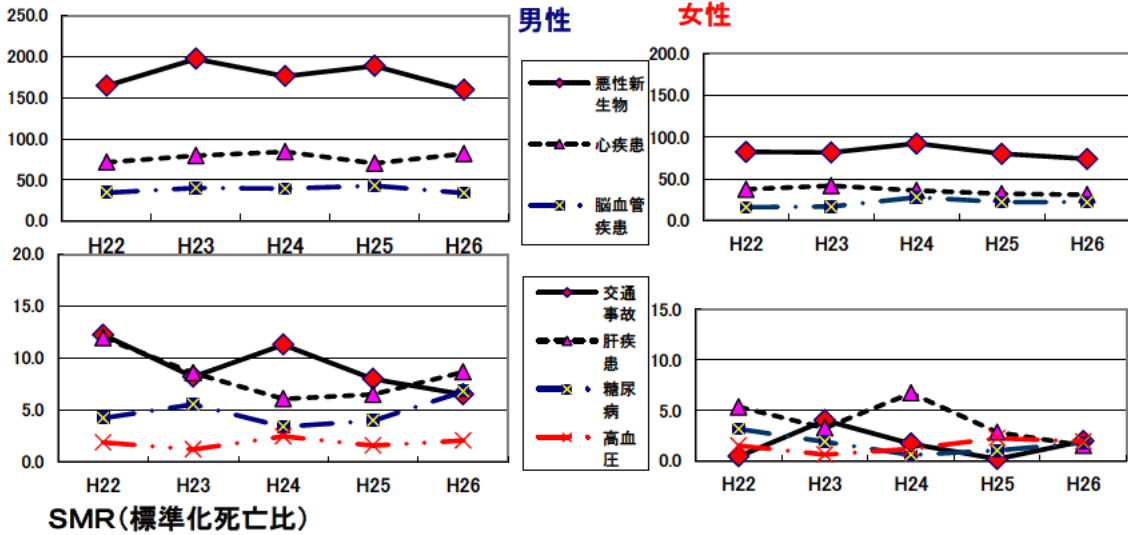 男性
女性
250.0
200.0
150.0
100.0
50.0
0.0
H22
H23
H24
H25
H26
悪性新
生物
心疾患
脳血管
疾患
200.0
150.0
100.0
50.0
0.0
H22
H23
H24
H25
H26
20.0
15.0
10.0
5.0
0.0
H22
H23
H24
H25
H26
交通
事故
肝疾
患
糖尿
病
高血
圧
15.0
10.0
5.0
0.0
H22
H23
H24
H25
H26
SMR(標準化死亡比)